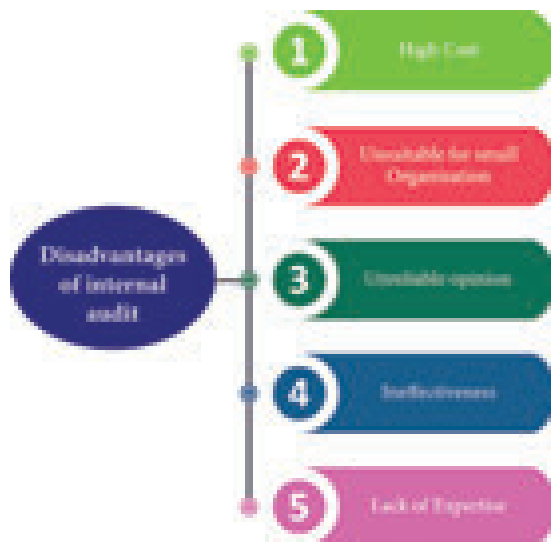 Disadvantages
of internal
audit
1
High Cost
2
Unsuitable for small
Organization
3
Unreliable opinion
4
Ineffectiveness
5
Lack of Expertise